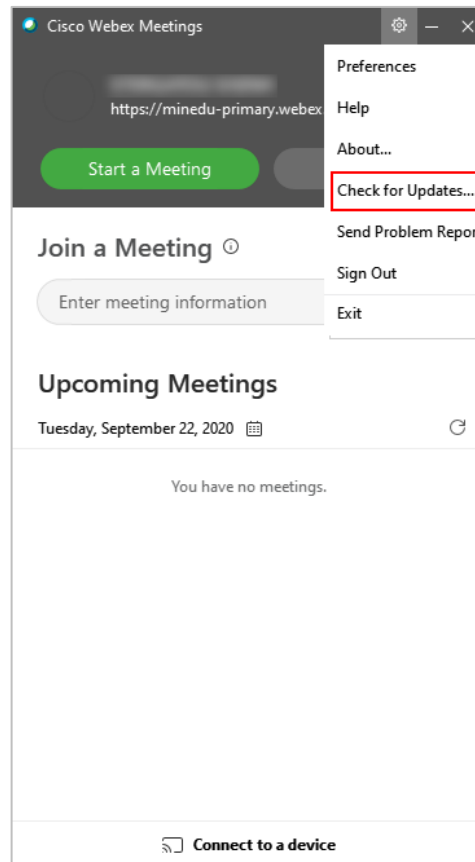 Cisco Webex Meetings
Preferences
https://minedu-primary.webex
Help
About...
Start a Meeting
Check for Updates...
Send Problem Repor
Join a Meeting
Sign Out
Enter meeting information
Exit
Upcoming Meetings
Tuesday, September 22, 2020
You have no meetings.
Connect to a device